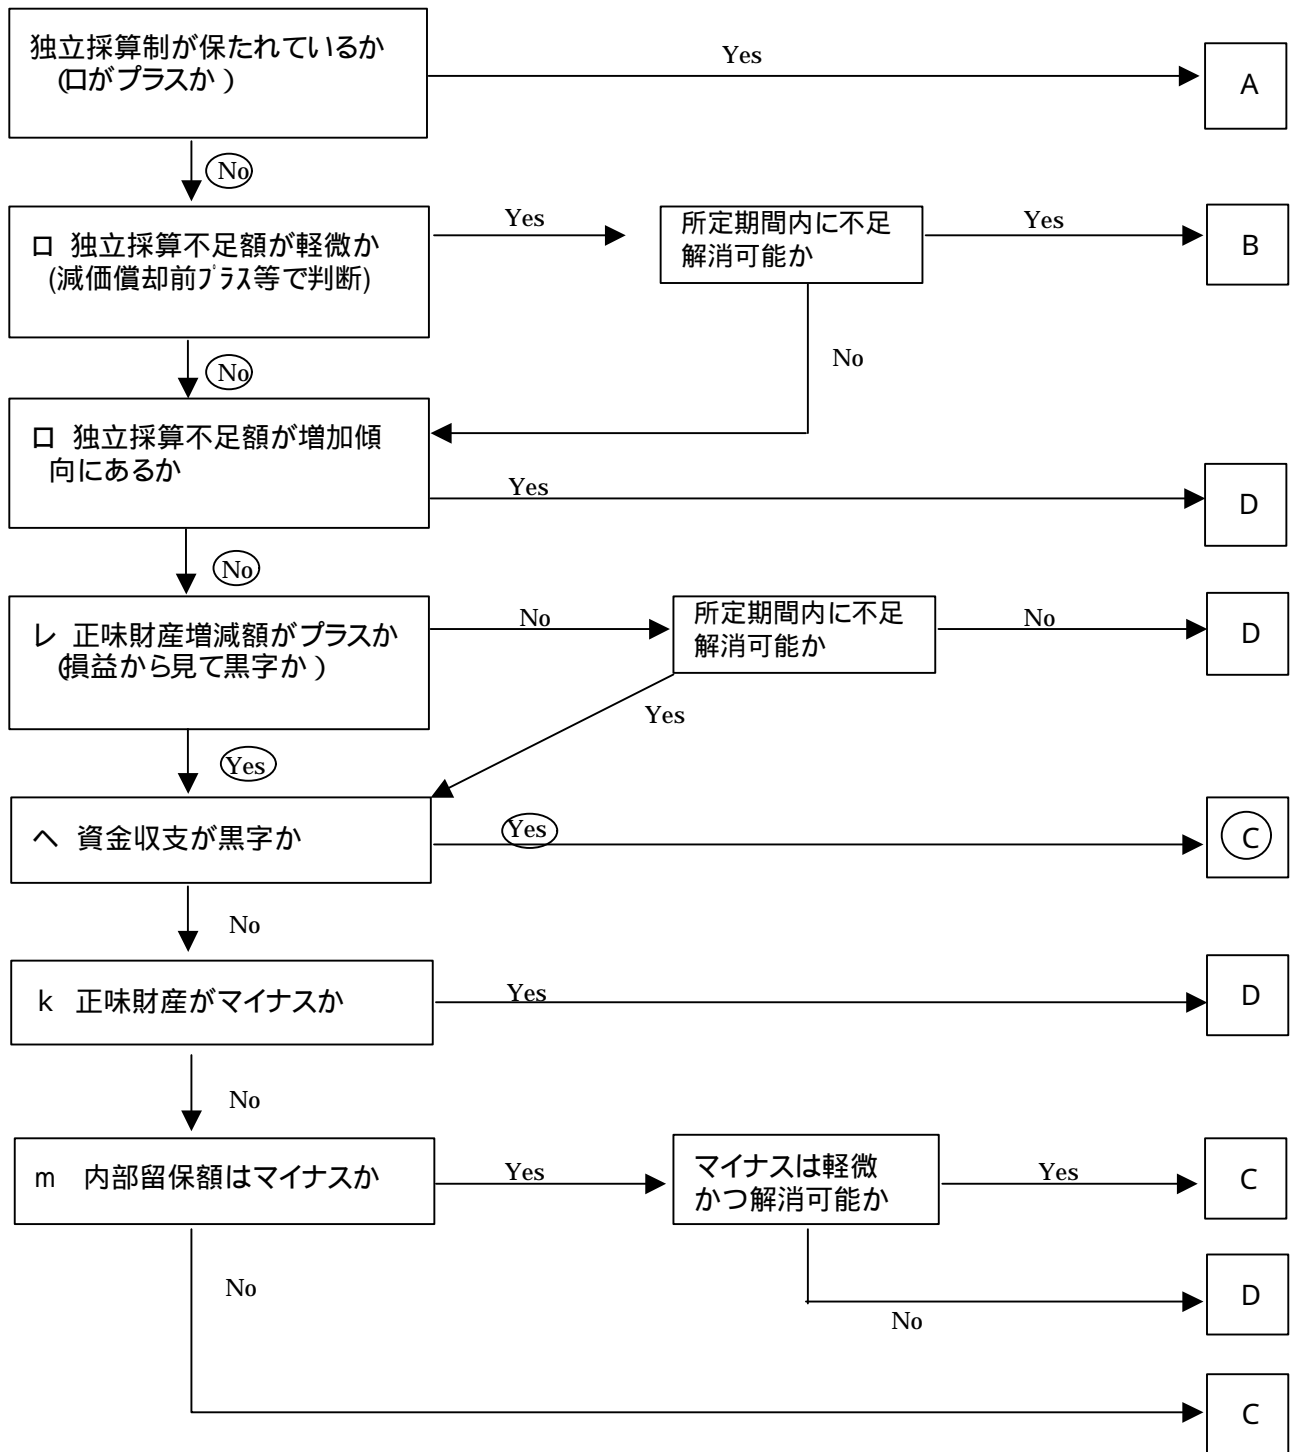 独立採算制が保たれているか
(ロがプラスか)
Yes
A
No
ロ 独立採算不足額が軽微か
(減価償却前プラス等で判断)
Yes
所定期間内に不足
解消可能か
Yes
B
No
No
ロ 独立採算不足額が増加傾
向にあるか
Yes
D
No
レ 正味財産増減額がプラスか
(損益から見て黒字か)
No
所定期間内に不足
解消可能か
No
D
Yes
Yes
ヘ 資金収支が黒字か
Yes
C
No
k 正味財産がマイナスか
Yes
D
No
m 内部留保額はマイナスか
Yes
マイナスは軽微
かつ解消可能か
Yes
C
No
No
D
C